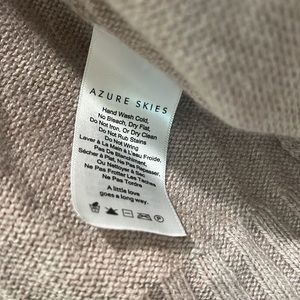 AZURE SKIES
Hand Wash Cold,
No Bleach, Dry Flat,
Do Not Iron. Or Dry Clean
Do Not Rub Stains
Do Not Wring
Laver à La Main à L'eau Froide,
Pas De Blanchiment,
Sécher à Plat, Ne Pas Repasser.
Ou Nettoyer à Sec
Ne Pas Frotter Les Taches
Ne Pas Tordre
A little love
goes a long way.